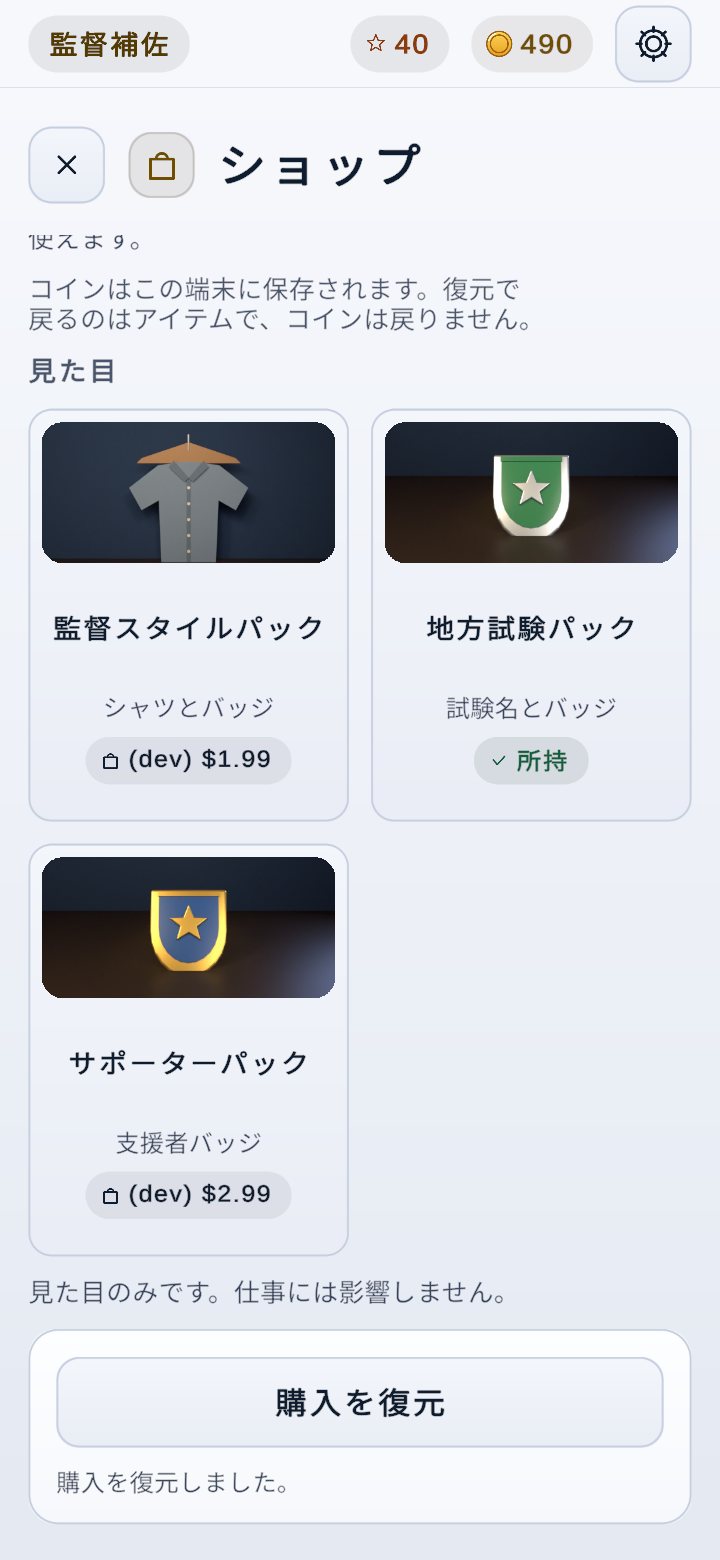 監督補佐
40
490
ショップ
使えます。
コインはこの端末に保存されます。復元で
戻るのはアイテムで、コインは戻りません。
見た目
監督スタイルパック
シャツとバッジ
(dev) $1.99
地方試験パック
試験名とバッジ
所持
サポーターパック
支援者バッジ
(dev) $2.99
見た目のみです。仕事には影響しません。
購入を復元
購入を復元しました。